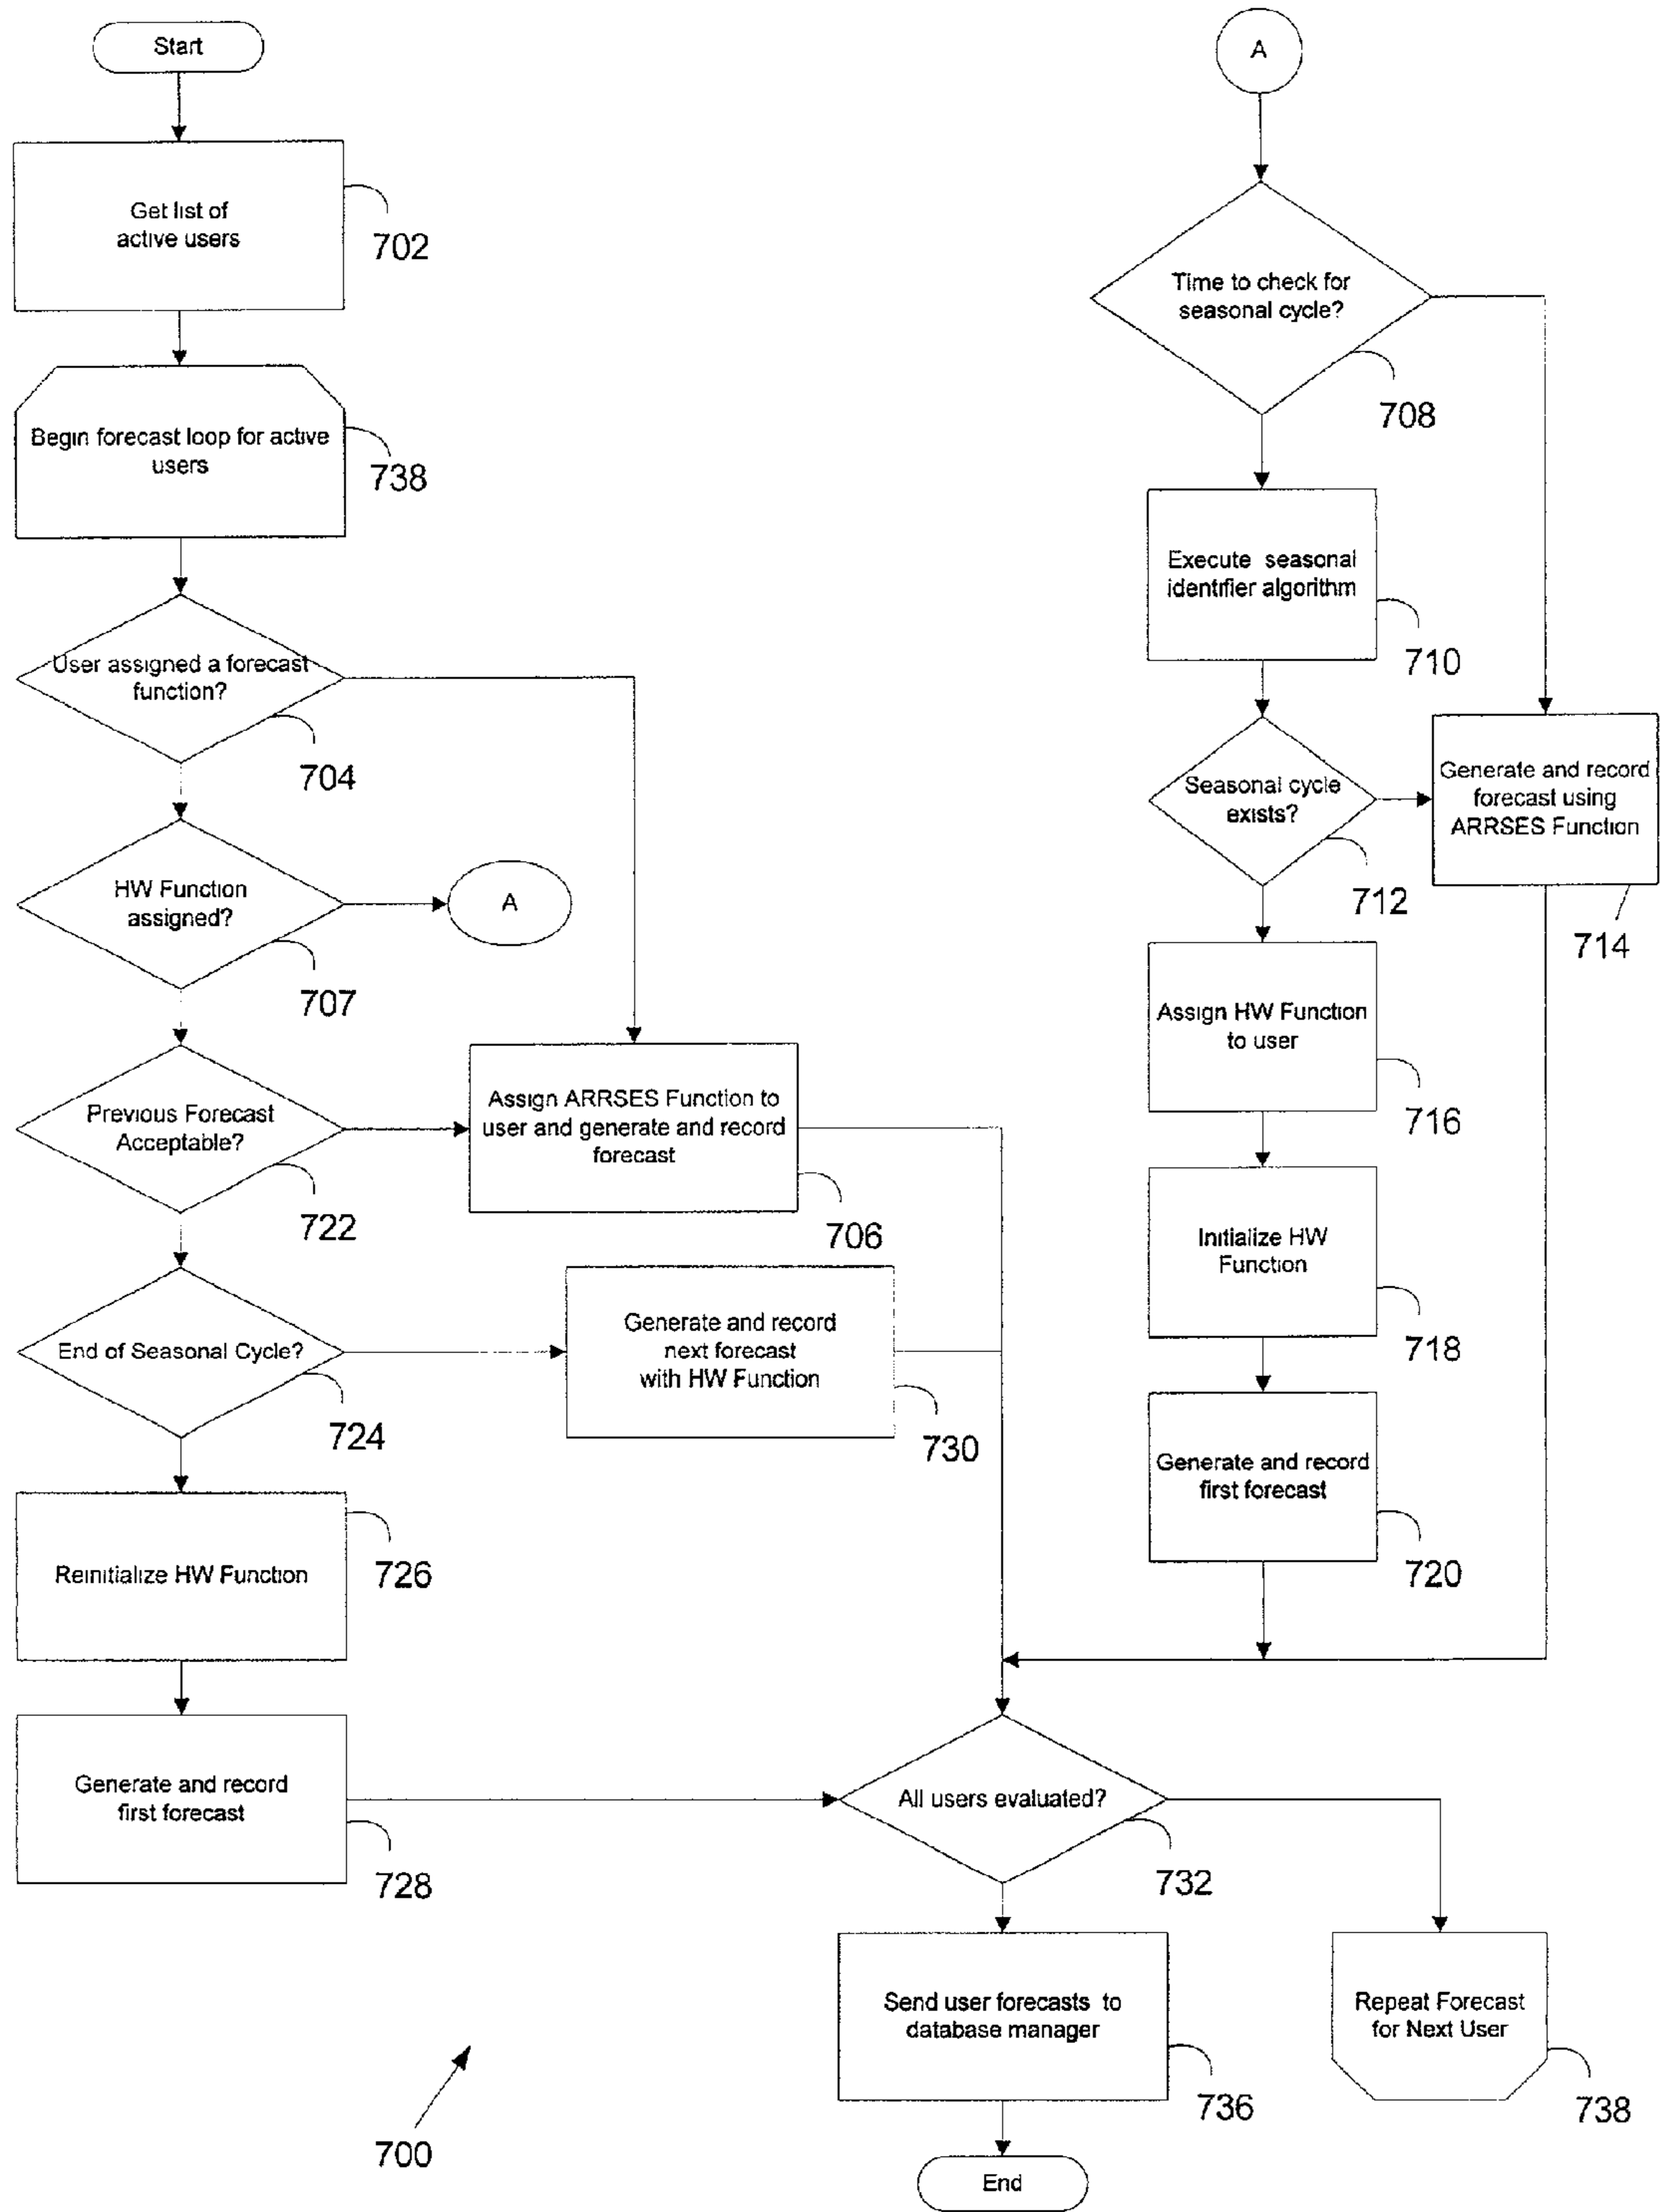 Start
Get list of
active users
702
Begin forecast loop for active
users
738
User assigned a forecast
function?
704
HW Function
assigned?
707
A
Previous Forecast
Acceptable?
722
Assign ARRSES Function to
user and generate and record
forecast
706
End of Seasonal Cycle?
724
Generate and record
next forecast
with HW Function
730
Reinitialize HW Function
726
Generate and record
first forecast
728
A
Time to check for
seasonal cycle?
708
Execute seasonal
identifier algorithm
710
Seasonal cycle
exists?
712
Generate and record
forecast using
ARRSES Function
714
Assign HW Function
to user
716
Initialize HW
Function
718
Generate and record
first forecast
720
All users evaluated?
732
Send user forecasts to
database manager
736
Repeat Forecast
for Next User
738
End
700